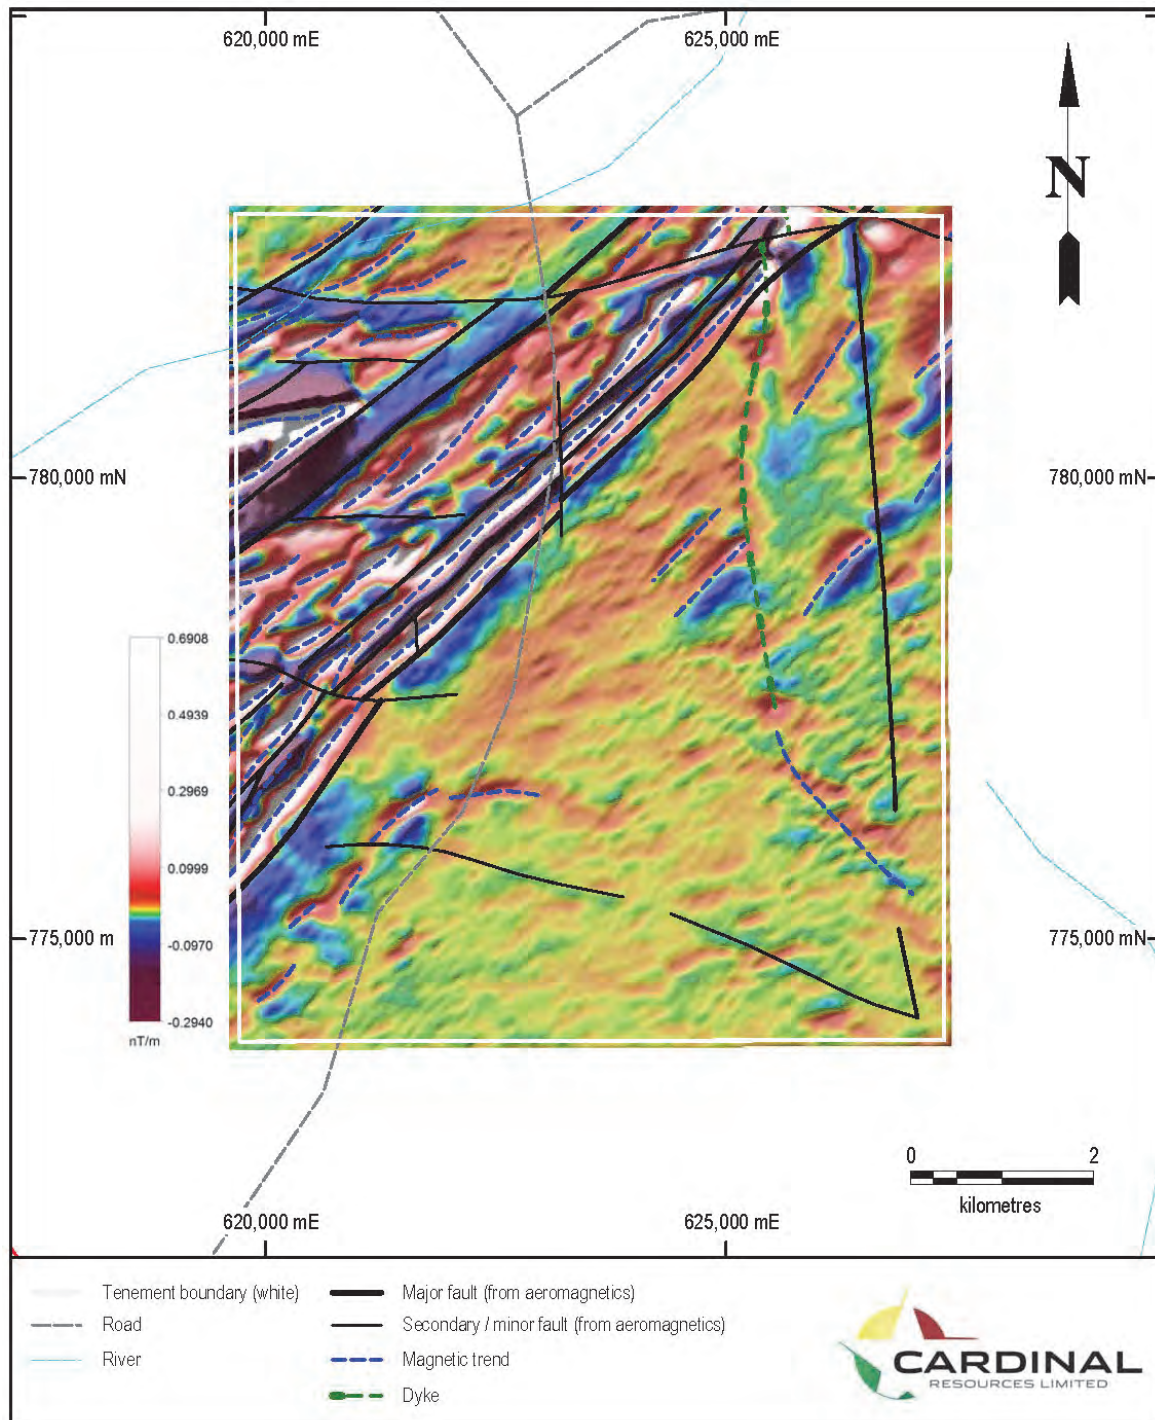 620,000 mE
625,000 mE
N
780,000 mN
780,000 mN
0.6908
0.4939
0.2969
0.0999
-0.0970
-0.2940
nT/m
775,000 m
775,000 mN
0
2
kilometres
620,000 mE
625,000 mE
Tenement boundary (white)
Road
River
Major fault (from aeromagnetics)
Secondary / minor fault (from aeromagnetics)
Magnetic trend
Dyke
CARDINAL
RESOURCES LIMITED